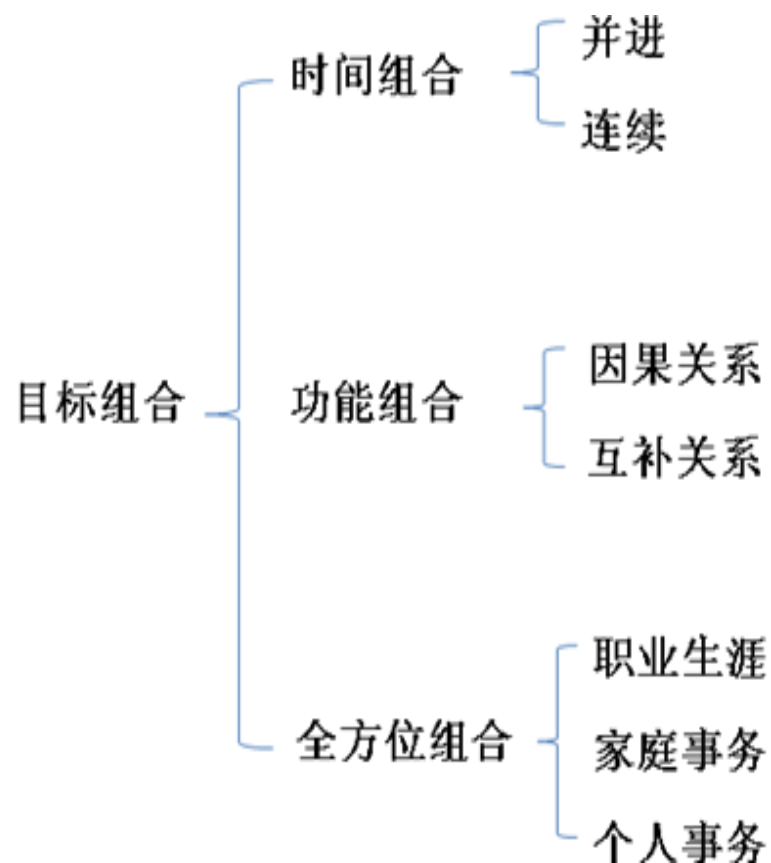 目标组合
时间组合
并进
连续
功能组合
因果关系
互补关系
全方位组合
职业生涯
家庭事务
个人事务